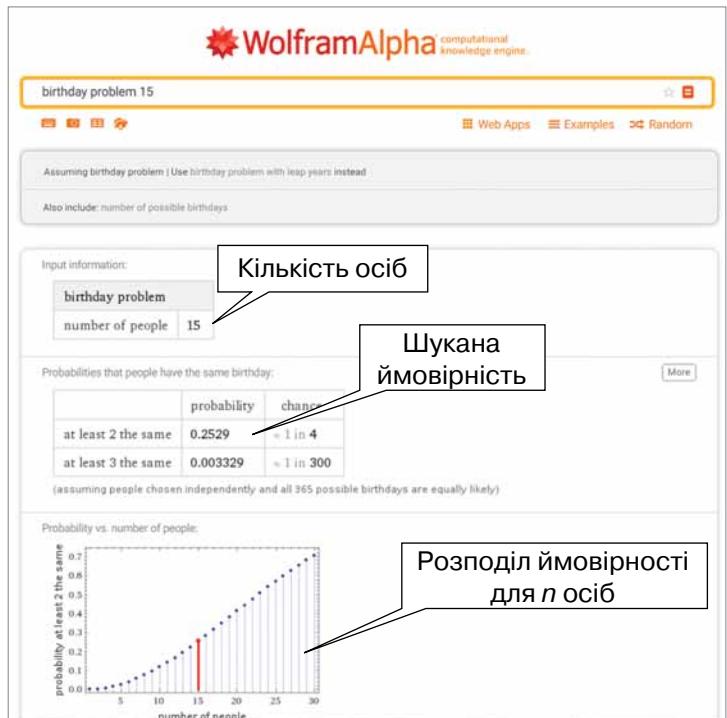 WolframAlpha computational knowledge engine.
birthday problem 15
Web Apps Examples Random
Assuming birthday problem | Use birthday problem with leap years instead
Also include: number of possible birthdays
Input information:
Кількість осіб
birthday problem
number of people 15
Шукана
ймовірність
Probabilities that people have the same birthday:
More
probability chance
at least 2 the same 0.2529 ≈ 1 in 4
at least 3 the same 0.003329 ≈ 1 in 300
(assuming people chosen independently and all 365 possible birthdays are equally likely)
Probability vs. number of people:
Розподіл ймовірності
для n осіб
probability at least 2 the same
0.7
0.6
0.5
0.4
0.3
0.2
0.1
0.0
5 10 15 20 25 30
number of people